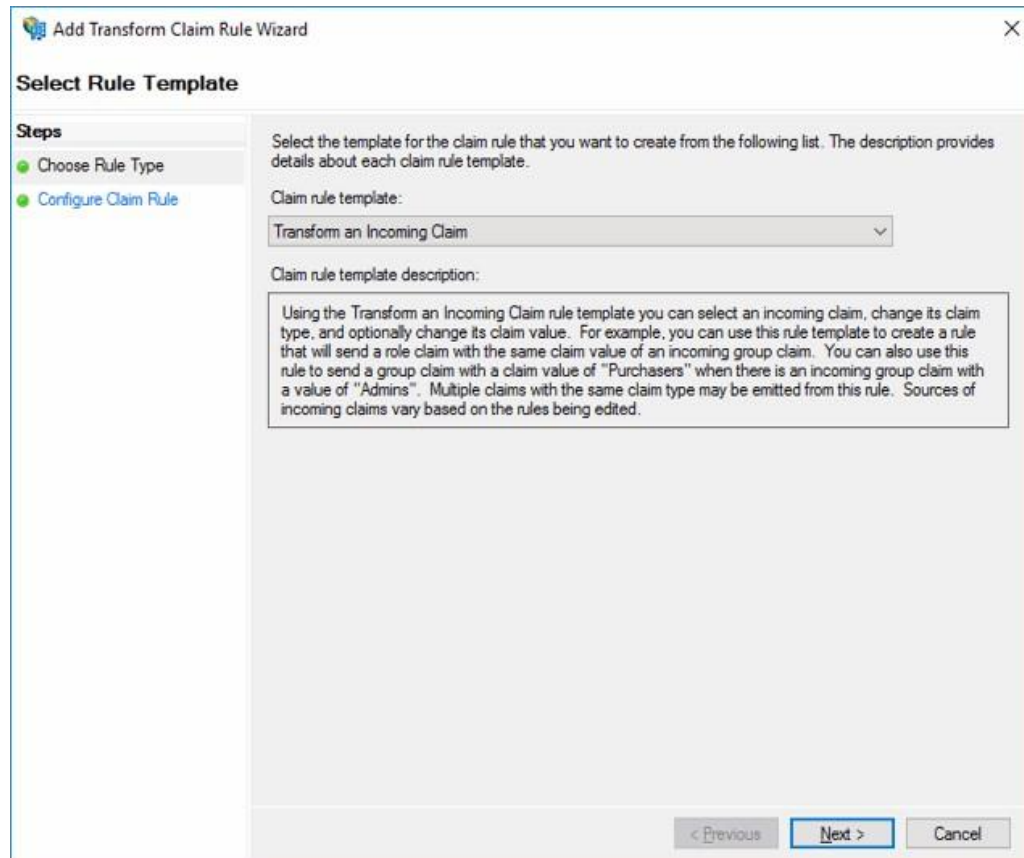 Add Transform Claim Rule Wizard
Select Rule Template
Steps
Choose Rule Type
Configure Claim Rule
Select the template for the claim rule that you want to create from the following list. The description provides
details about each claim rule template.
Claim rule template:
Transform an Incoming Claim
Claim rule template description:
Using the Transform an Incoming Claim rule template you can select an incoming claim, change its claim
type, and optionally change its claim value. For example, you can use this rule template to create a rule
that will send a role claim with the same claim value of an incoming group claim. You can also use this
rule to send a group claim with a claim value of "Purchasers" when there is an incoming group claim with
a value of "Admins". Multiple claims with the same claim type may be emitted from this rule. Sources of
incoming claims vary based on the rules being edited.
< Previous
Next >
Cancel